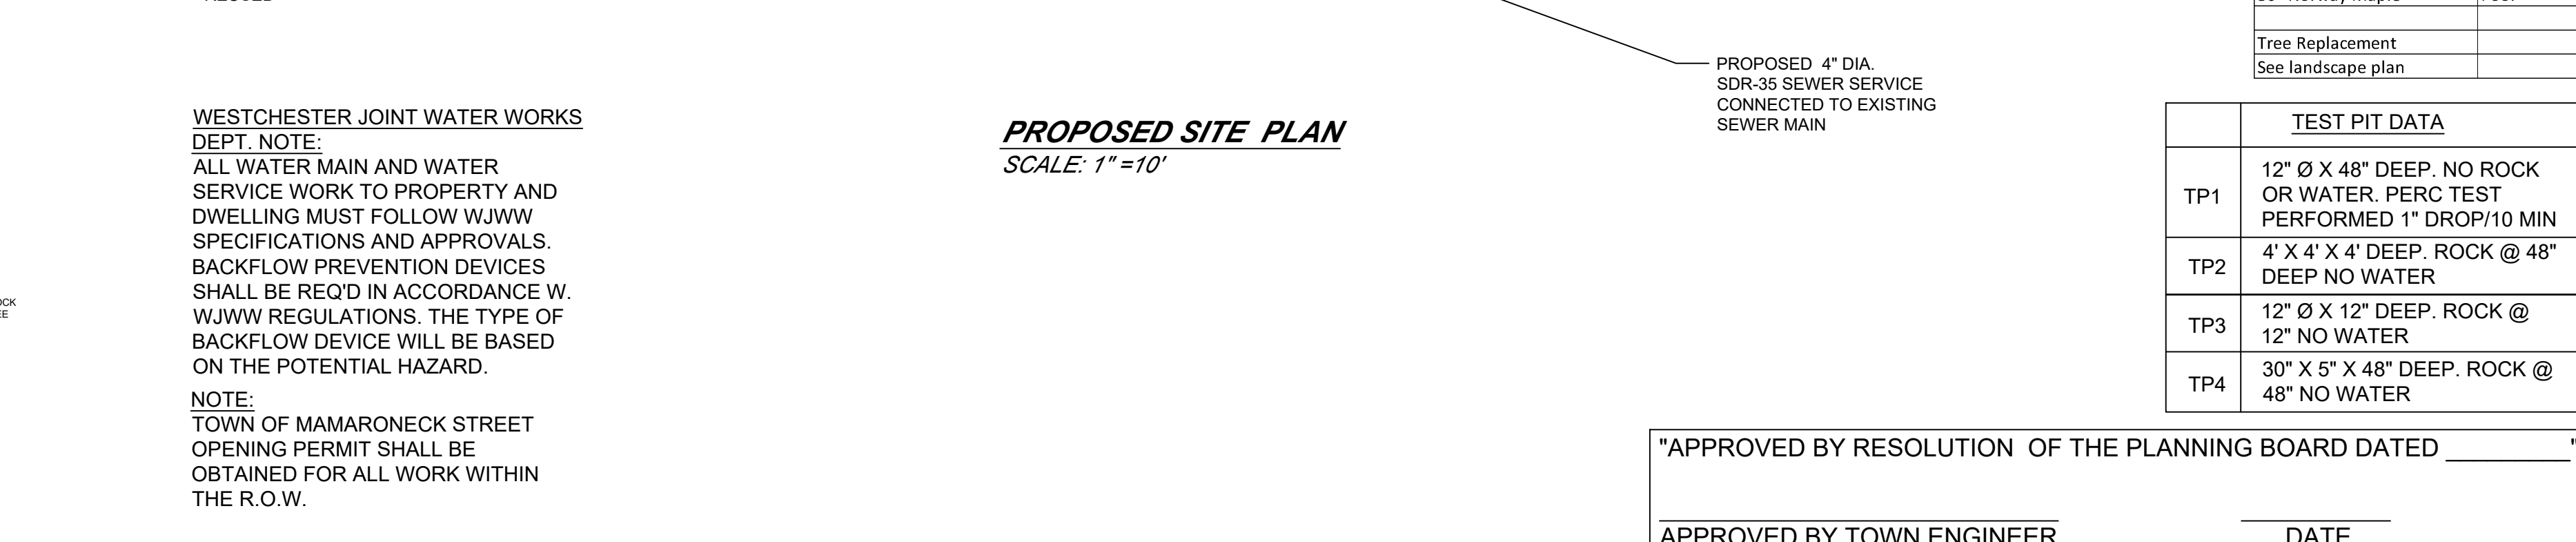 WESTCHESTER JOINT WATER WORKS
DEPT. NOTE:
ALL WATER MAIN AND WATER
SERVICE WORK TO PROPERTY AND
DWELLING MUST FOLLOW WJWW
SPECIFICATIONS AND APPROVALS.
BACKFLOW PREVENTION DEVICES
SHALL BE REQ'D IN ACCORDANCE W.
WJWW REGULATIONS. THE TYPE OF
BACKFLOW DEVICE WILL BE BASED
ON THE POTENTIAL HAZARD.
NOTE:
TOWN OF MAMARONECK STREET
OPENING PERMIT SHALL BE
OBTAINED FOR ALL WORK WITHIN
THE R.O.W.
PROPOSED SITE PLAN
SCALE: 1" =10'
PROPOSED 4" DIA.
SDR-35 SEWER SERVICE
CONNECTED TO EXISTING
SEWER MAIN
Tree Replacement
See landscape plan
TEST PIT DATA
TP1
12" Ø X 48" DEEP. NO ROCK
OR WATER. PERC TEST
PERFORMED 1" DROP/10 MIN
TP2
4' X 4' X 4' DEEP. ROCK @ 48"
DEEP NO WATER
TP3
12" Ø X 12" DEEP. ROCK @
12" NO WATER
TP4
30" X 5" X 48" DEEP. ROCK @
48" NO WATER
"APPROVED BY RESOLUTION OF THE PLANNING BOARD DATED _________"
APPROVED BY TOWN ENGINEER
DATE